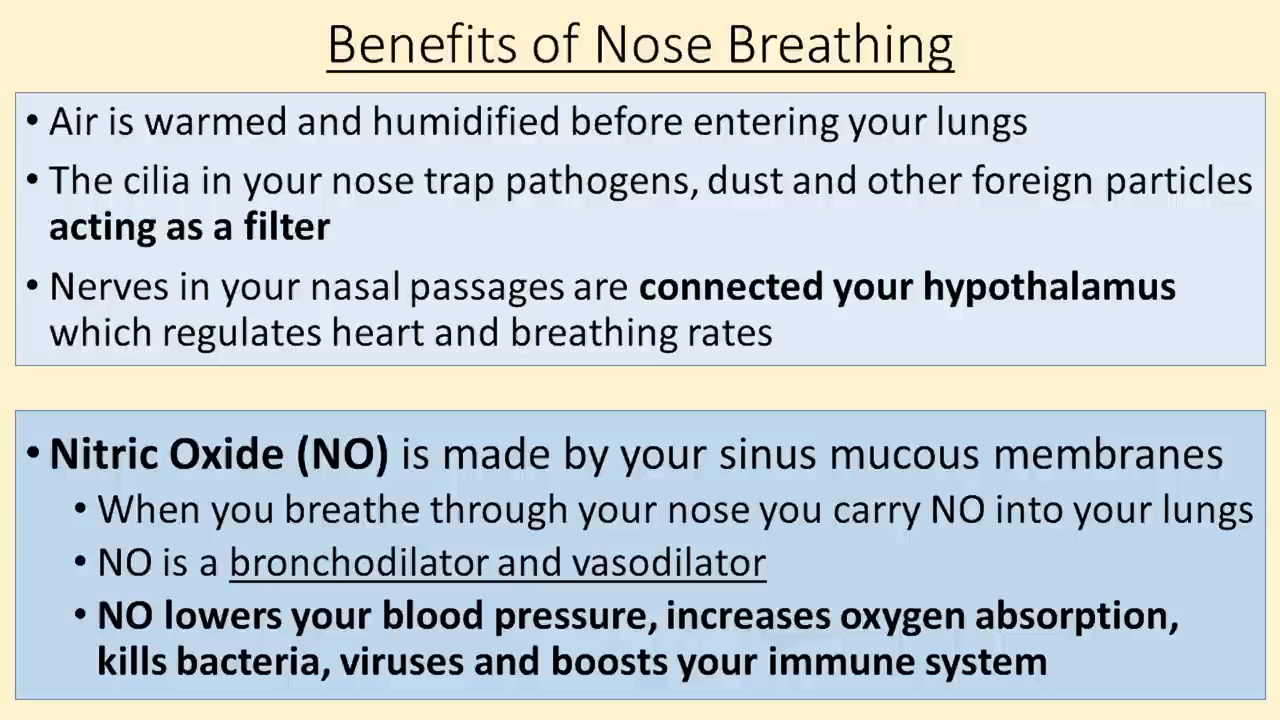 Benefits of Nose Breathing
• Air is warmed and humidified before entering your lungs
• The cilia in your nose trap pathogens, dust and other foreign particles
acting as a filter
• Nerves in your nasal passages are connected your hypothalamus
which regulates heart and breathing rates
• Nitric Oxide (NO) is made by your sinus mucous membranes
• When you breathe through your nose you carry NO into your lungs
• NO is a bronchodilator and vasodilator
• NO lowers your blood pressure, increases oxygen absorption,
kills bacteria, viruses and boosts your immune system